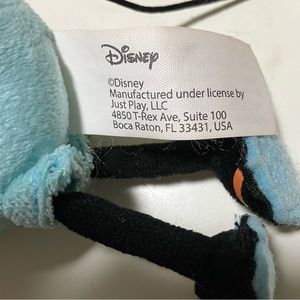 Disney
©Disney
Manufactured under license by
Just Play, LLC
4850 T-Rex Ave, Suite 100
Boca Raton, FL 33431, USA